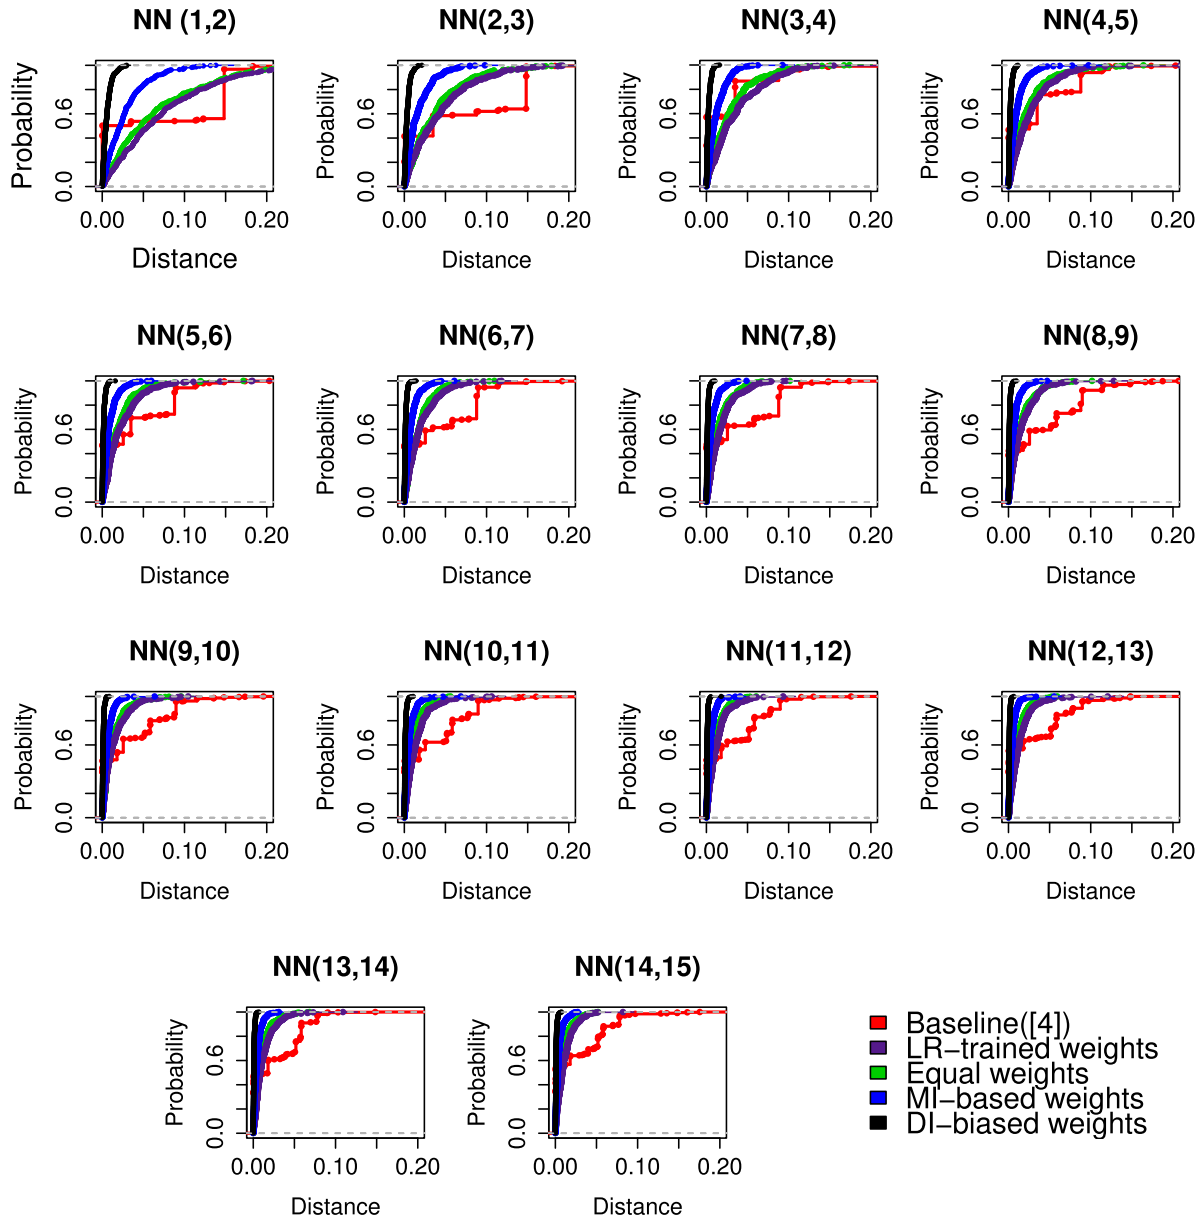 NN (1,2) NN(2,3) NN(3,4) NN(4,5)
Probability 0.0 0.6 Probability 0.0 0.6 Probability 0.0 0.6 Probability 0.0 0.6
0.00 0.10 0.20 0.00 0.10 0.20 0.00 0.10 0.20 0.00 0.10 0.20
Distance Distance Distance Distance
NN(5,6) NN(6,7) NN(7,8) NN(8,9)
Probability 0.0 0.6 Probability 0.0 0.6 Probability 0.0 0.6 Probability 0.0 0.6
0.00 0.10 0.20 0.00 0.10 0.20 0.00 0.10 0.20 0.00 0.10 0.20
Distance Distance Distance Distance
NN(9,10) NN(10,11) NN(11,12) NN(12,13)
Probability 0.0 0.6 Probability 0.0 0.6 Probability 0.0 0.6 Probability 0.0 0.6
0.00 0.10 0.20 0.00 0.10 0.20 0.00 0.10 0.20 0.00 0.10 0.20
Distance Distance Distance Distance
NN(13,14) NN(14,15)
Probability 0.0 0.6 Probability 0.0 0.6
0.00 0.10 0.20 0.00 0.10 0.20
Distance Distance
Baseline([4])
LR−trained weights
Equal weights
MI−based weights
DI−biased weights